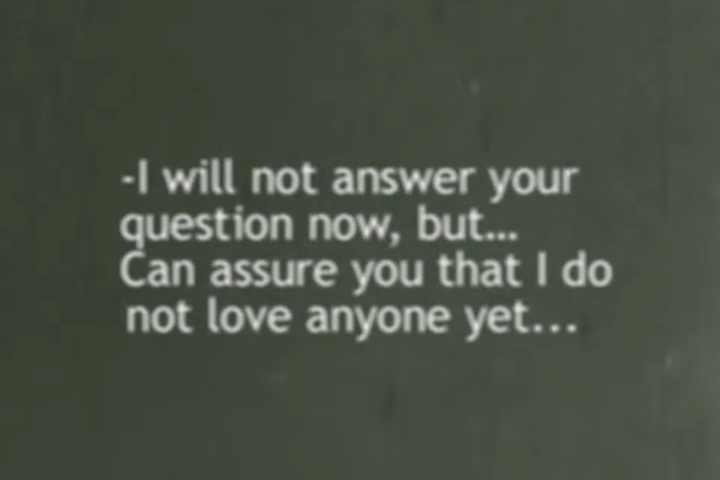 -I will not answer your
question now, but...
Can assure you that I do
not love anyone yet...